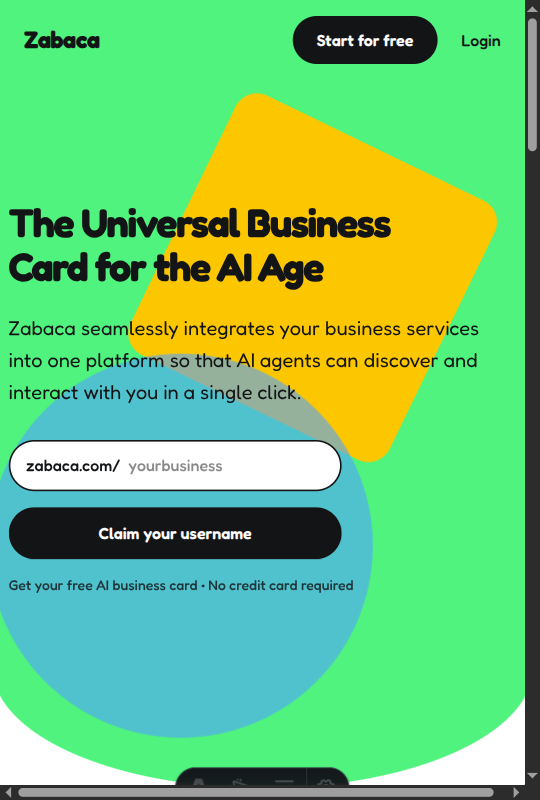 Zabaca
Start for free
Login
The Universal Business
Card for the AI Age
Zabaca seamlessly integrates your business services
into one platform so that AI agents can discover and
interact with you in a single click.
zabaca.com/ yourbusiness
Claim your username
Get your free AI business card • No credit card required